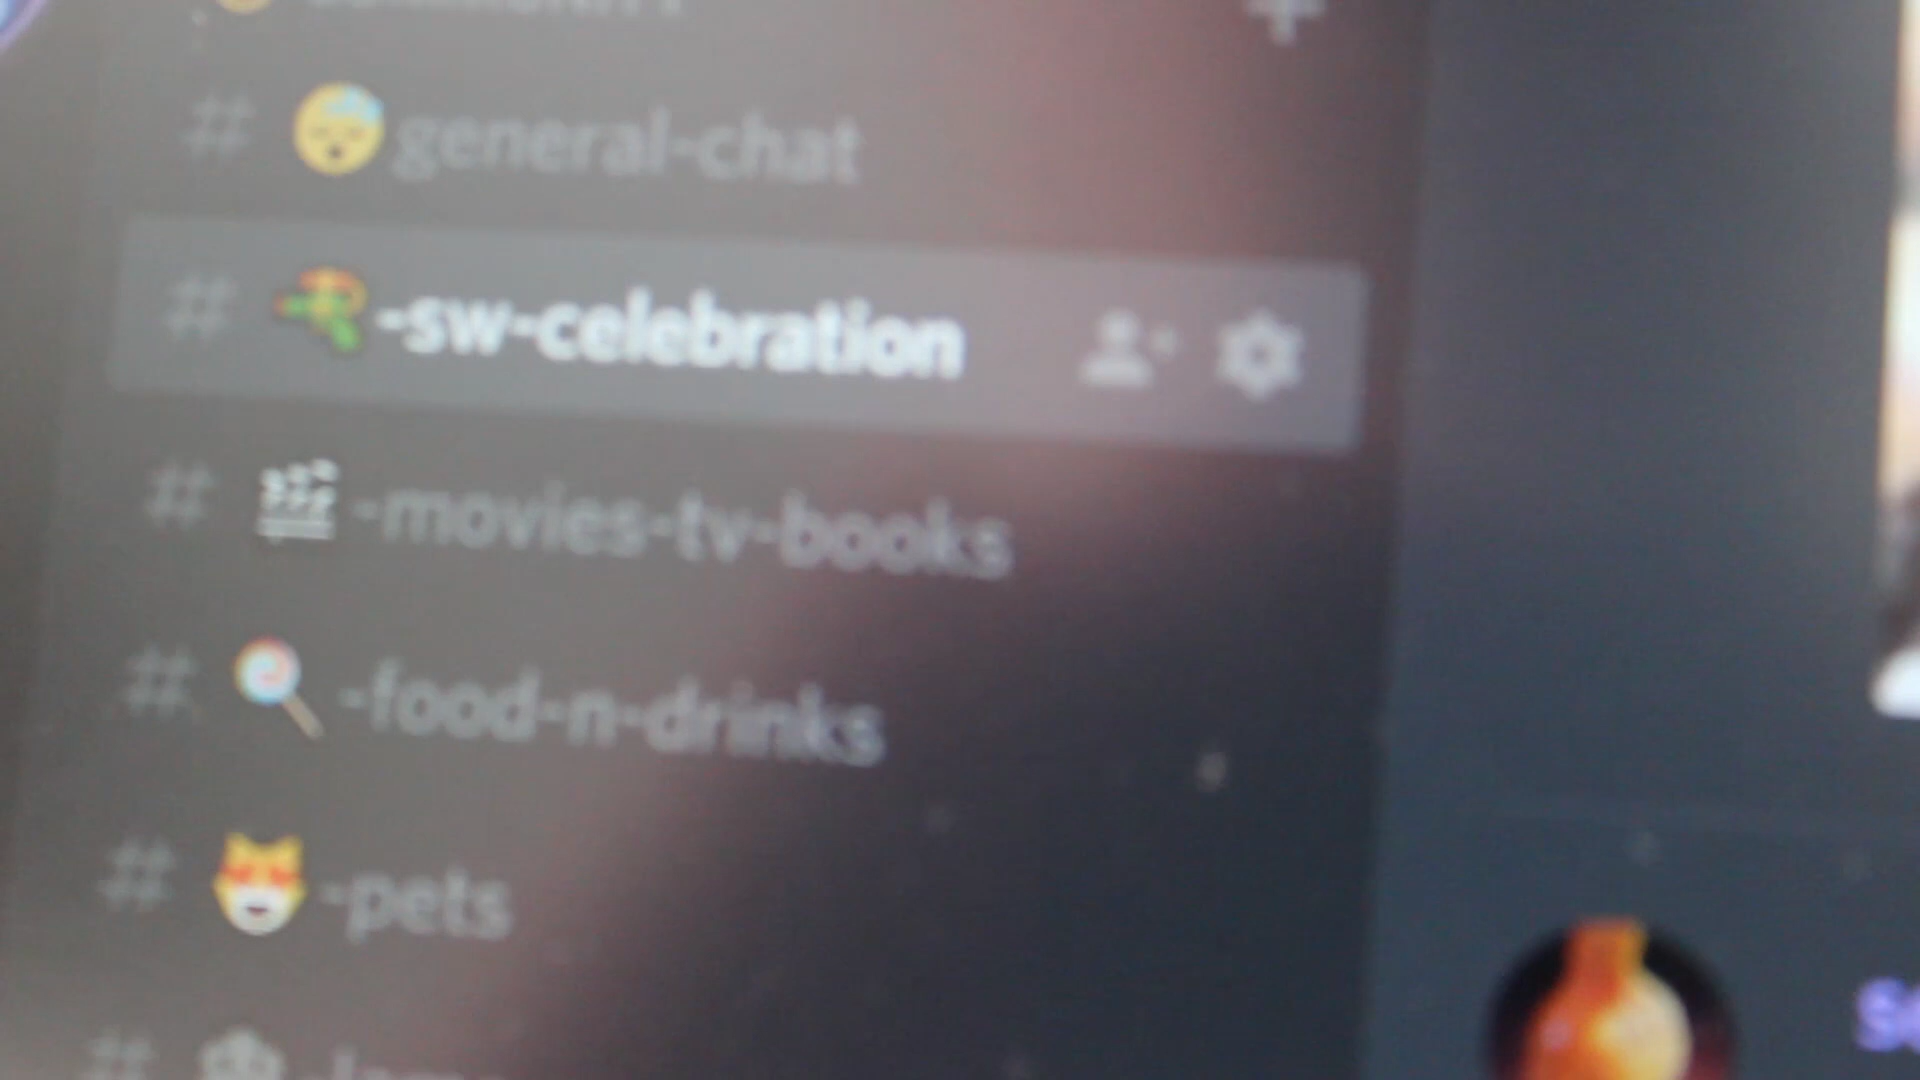 # general-chat
# -sw-celebration
# -movies-tv-books
# -food-n-drinks
# -pets